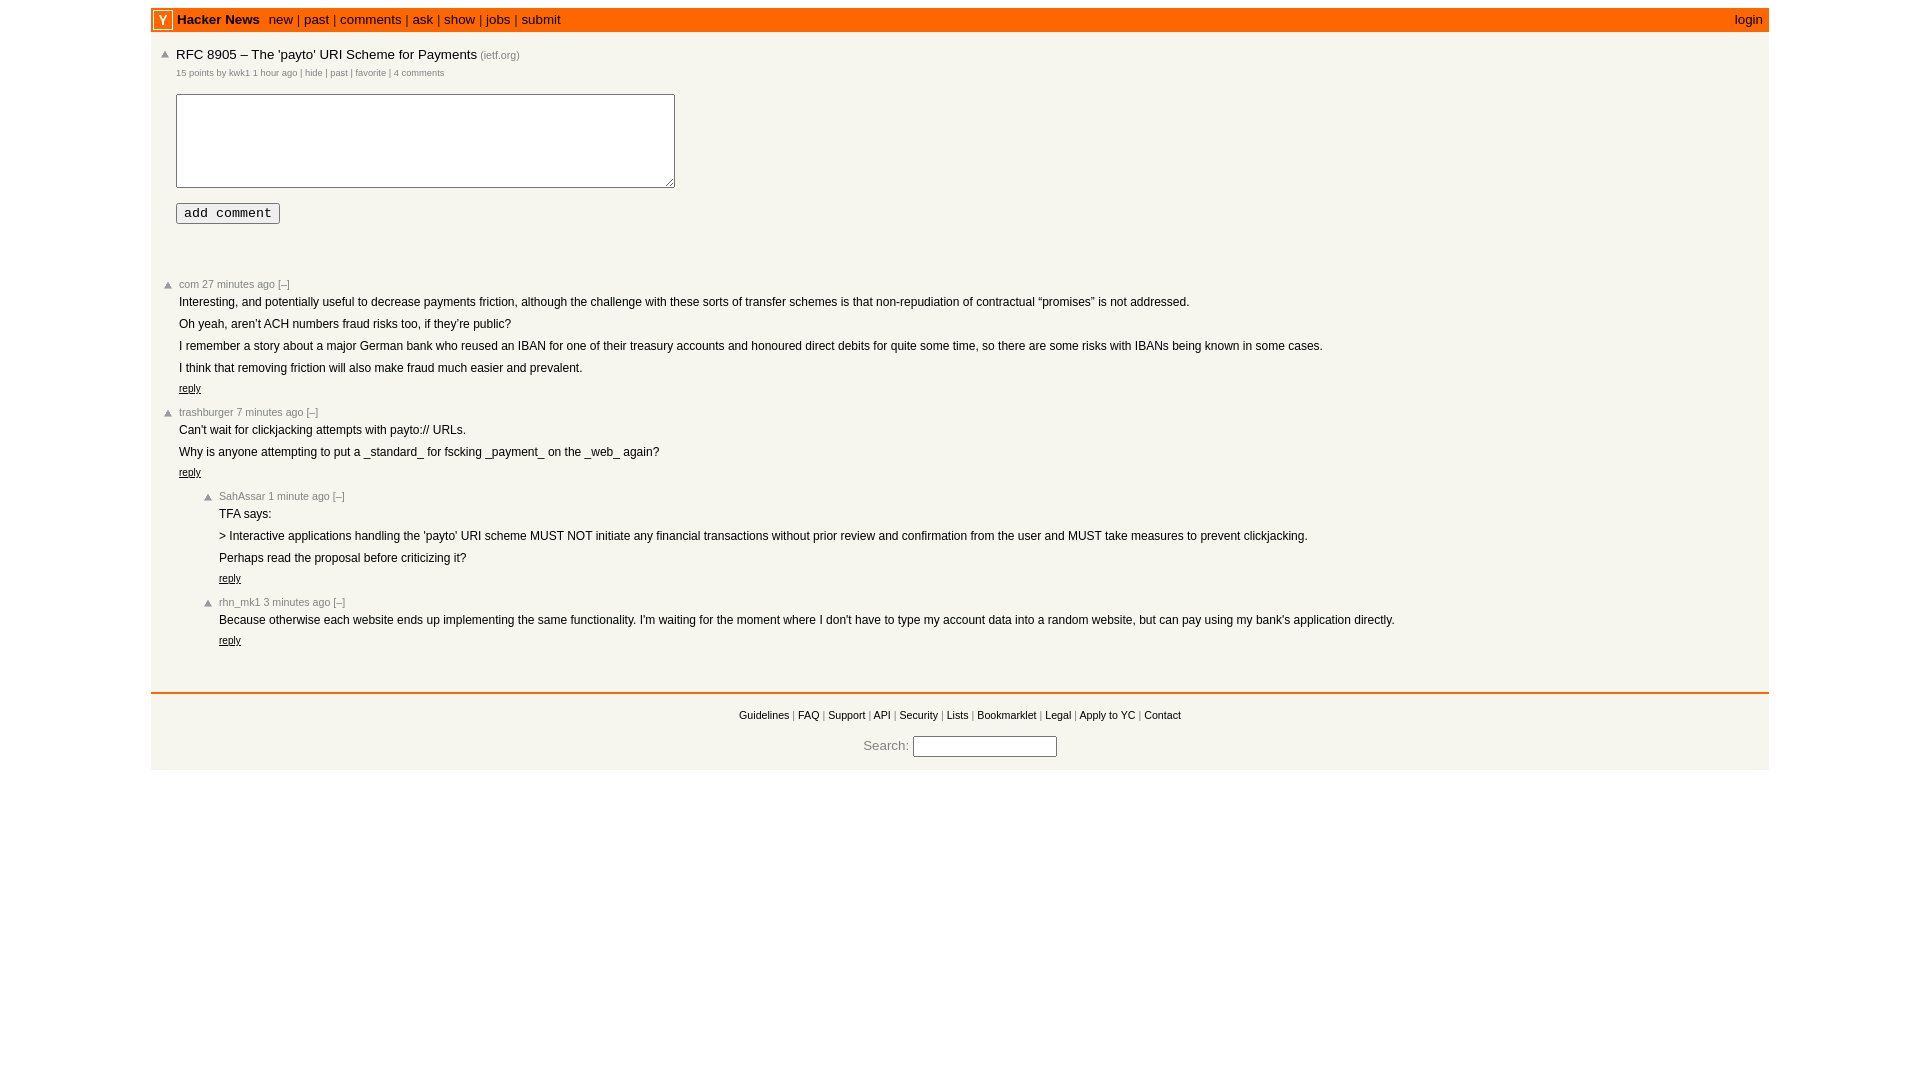 Y Hacker News new | past | comments | ask | show | jobs | submit login
RFC 8905 – The 'payto' URI Scheme for Payments (ietf.org)
15 points by kwk1 1 hour ago | hide | past | favorite | 4 comments
add comment
com 27 minutes ago [–]
Interesting, and potentially useful to decrease payments friction, although the challenge with these sorts of transfer schemes is that non-repudiation of contractual “promises” is not addressed.
Oh yeah, aren’t ACH numbers fraud risks too, if they’re public?
I remember a story about a major German bank who reused an IBAN for one of their treasury accounts and honoured direct debits for quite some time, so there are some risks with IBANs being known in some cases.
I think that removing friction will also make fraud much easier and prevalent.
reply
trashburger 7 minutes ago [–]
Can't wait for clickjacking attempts with payto:// URLs.
Why is anyone attempting to put a _standard_ for fscking _payment_ on the _web_ again?
reply
SahAssar 1 minute ago [–]
TFA says:
> Interactive applications handling the 'payto' URI scheme MUST NOT initiate any financial transactions without prior review and confirmation from the user and MUST take measures to prevent clickjacking.
Perhaps read the proposal before criticizing it?
reply
rhn_mk1 3 minutes ago [–]
Because otherwise each website ends up implementing the same functionality. I'm waiting for the moment where I don't have to type my account data into a random website, but can pay using my bank's application directly.
reply
Guidelines | FAQ | Support | API | Security | Lists | Bookmarklet | Legal | Apply to YC | Contact
Search: